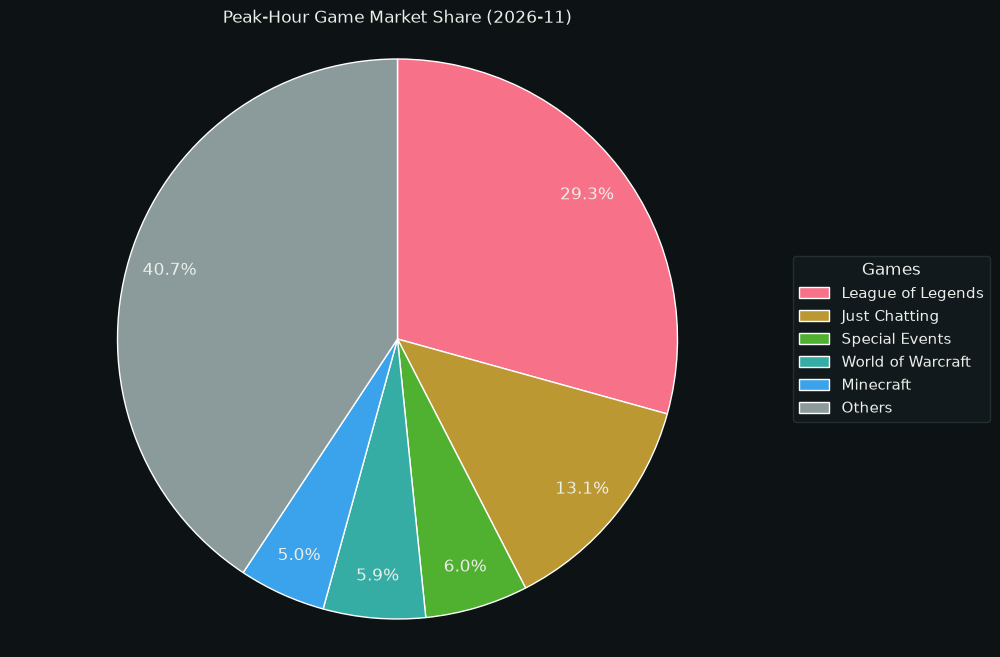 Peak-Hour Game Market Share (2026-11)
29.3%
40.7%
13.1%
5.0%
5.9%
6.0%
Games
League of Legends
Just Chatting
Special Events
World of Warcraft
Minecraft
Others